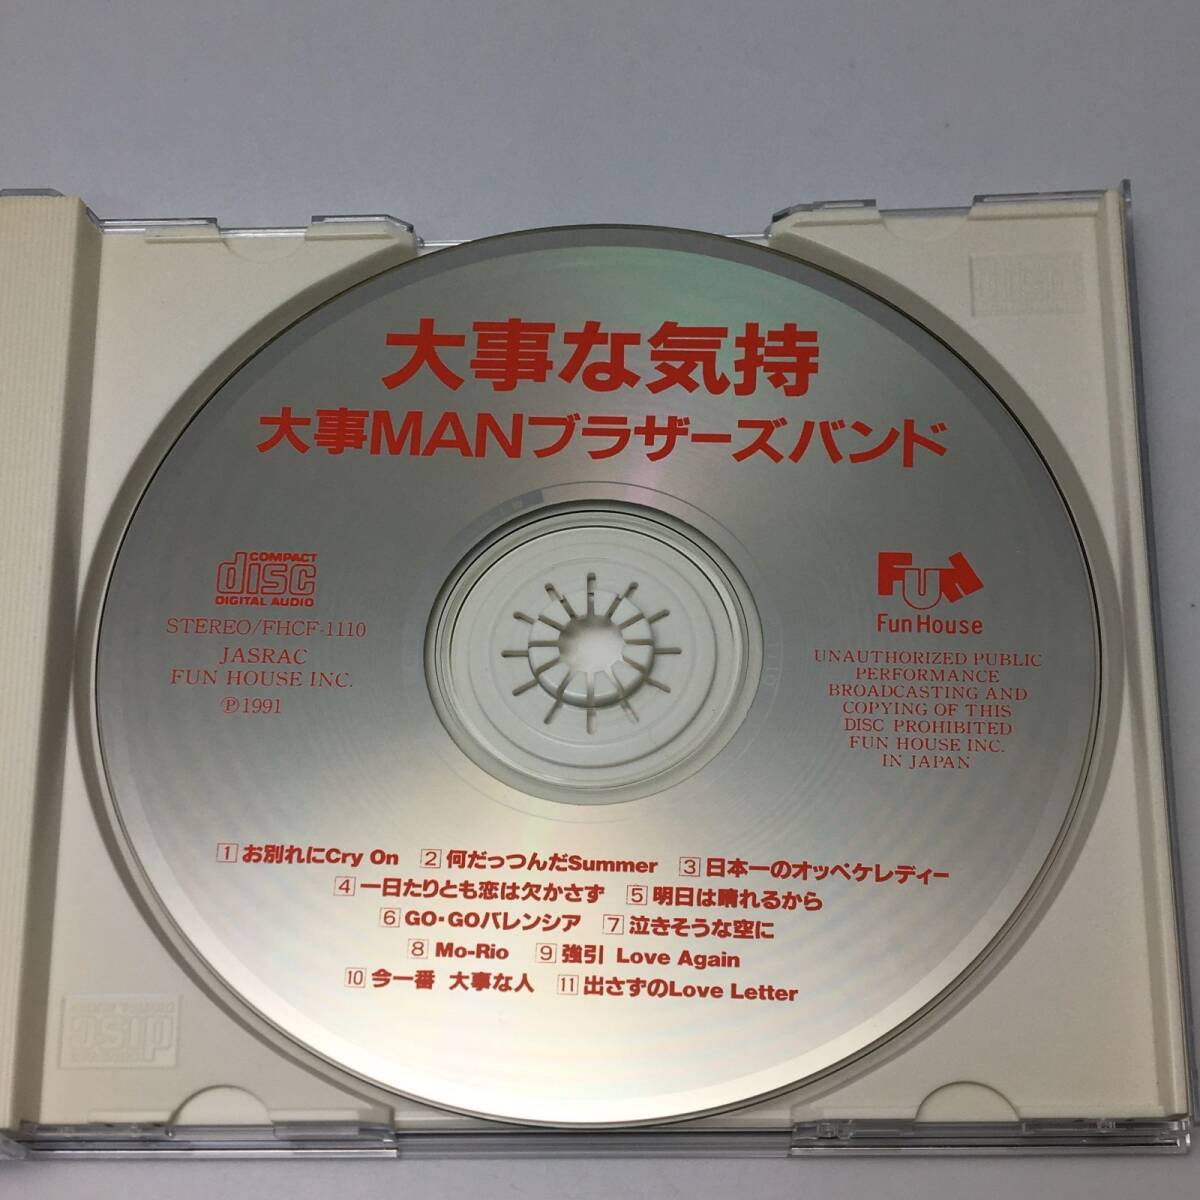 大事な気持
大事MANブラザーズバンド
COMPACT
disc
DIGITAL AUDIO
STEREO/FHCF-1110
JASRAC
FUN HOUSE INC.
Ⓟ1991
FUN
Fun House
UNAUTHORIZED PUBLIC
PERFORMANCE
BROADCASTING AND
COPYING OF THIS
DISC PROHIBITED
FUN HOUSE INC.
IN JAPAN
1 お別れにCry On 2 何だっつんだSummer 3 日本一のオッペケレディー
4 一日たりとも恋は欠かさず 5 明日は晴れるから
6 GO・GOバレンシア 7 泣きそうな空に
8 Mo-Rio 9 強引 Love Again
10 今一番 大事な人 11 出さずのLove Letter
disc